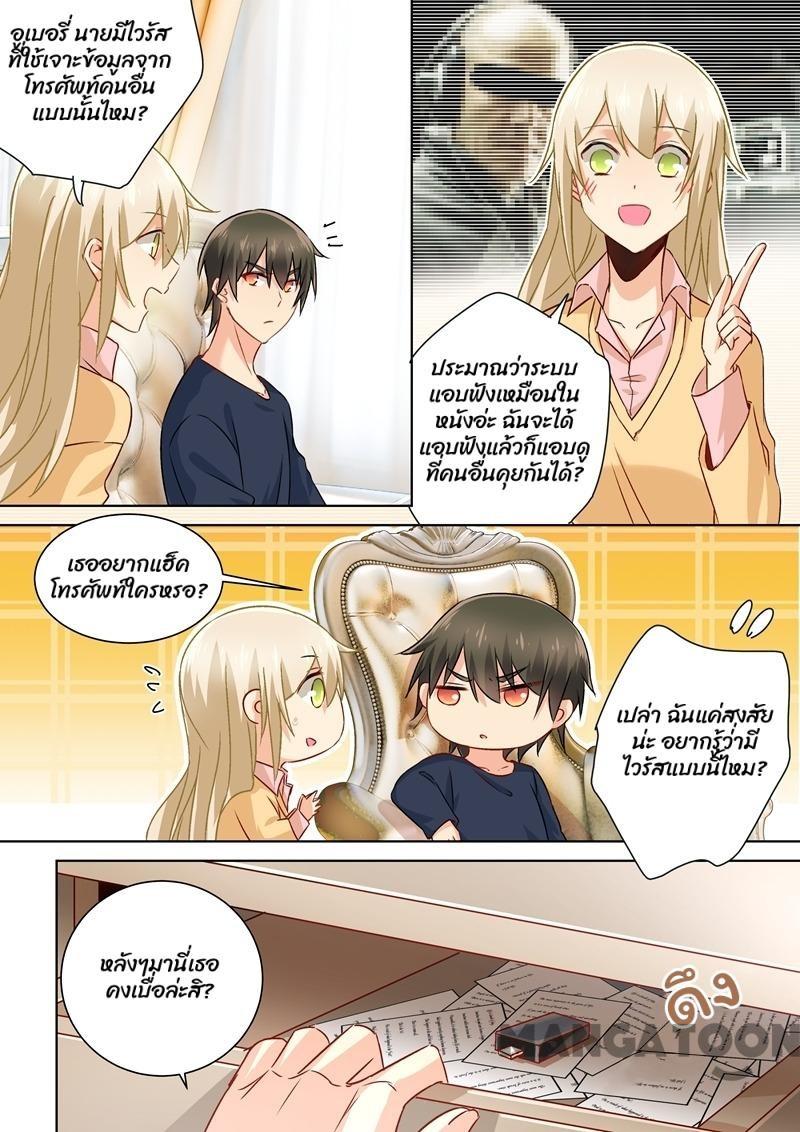 อูเบอรี่ นายมีไวรัส
ที่ใช้เจาะข้อมูลจาก
โทรศัพท์คนอื่น
แบบนั้นไหม?
ประมาณว่าระบบ
แอบฟังเหมือนใน
หนังอ่ะ ฉันจะได้
แอบฟังแล้วก็แอบดู
ที่คนอื่นคุยกันได้?
เธออยากแฮ็ค
โทรศัพท์ใครหรอ?
เปล่า ฉันแค่สงสัย
น่ะ อยากรู้ว่ามี
ไวรัสแบบนี้ไหม?
หลังๆมานี่เธอ
คงเบื่อล่ะสิ?
ดึง
MANGATOON